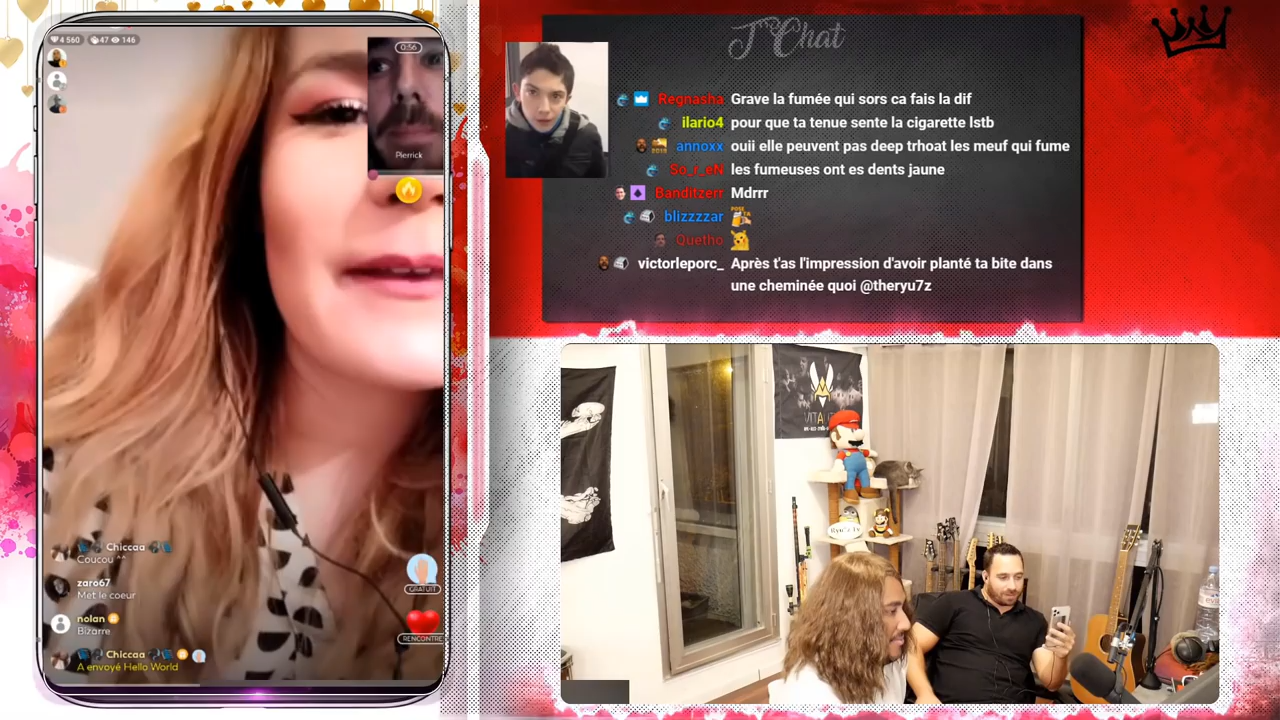 4 560 47 146
0:56
Pierrick
GRATUIT
RENCONTRE
Chiccaa
Coucou ^^
zaro67
Met le coeur
nolan
Bizarre
Chiccaa
A envoyé Hello World
Chat
Regnasha Grave la fumée qui sors ca fais la dif
ilario4 pour que ta tenue sente la cigarette lstb
annoxx ouii elle peuvent pas deep trhoat les meuf qui fume
So_r_eN les fumeuses ont es dents jaune
Banditzerr Mdrrr
blizzzzar
Quetho
victorleporc_ Après t'as l'impression d'avoir planté ta bite dans
une cheminée quoi @theryu7z